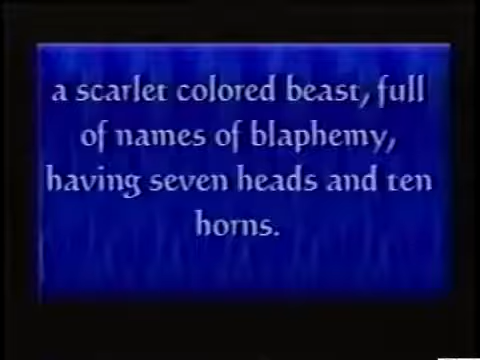 a scarlet colored beast, full
of names of blaphemy,
having seven heads and ten
horns.